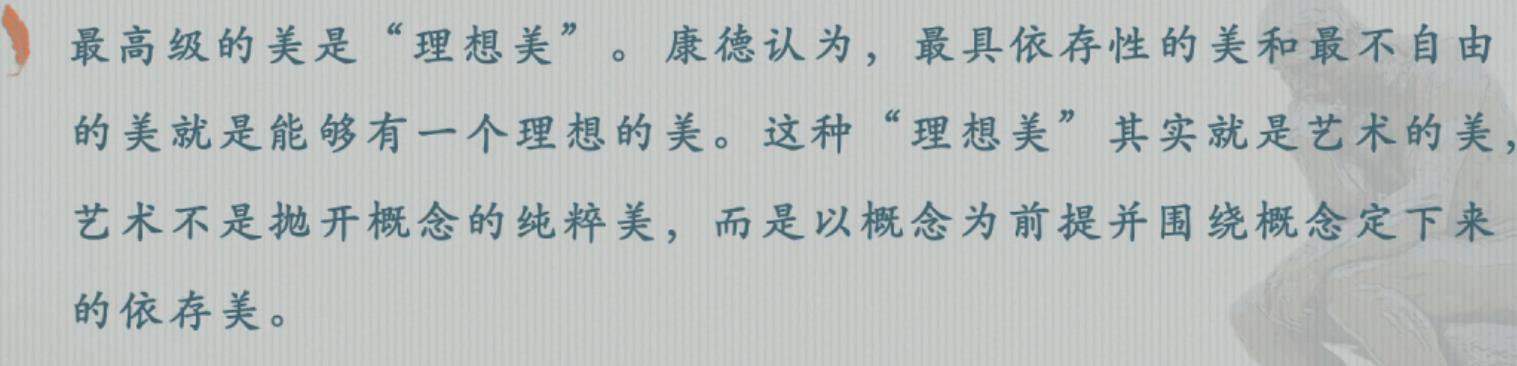 最高级的美是“理想美”。康德认为，最具依存性的美和最不自由
的美就是能够有一个理想的美。这种“理想美”其实就是艺术的美，
艺术不是抛开概念的纯粹美，而是以概念为前提并围绕概念定下来
的依存美。